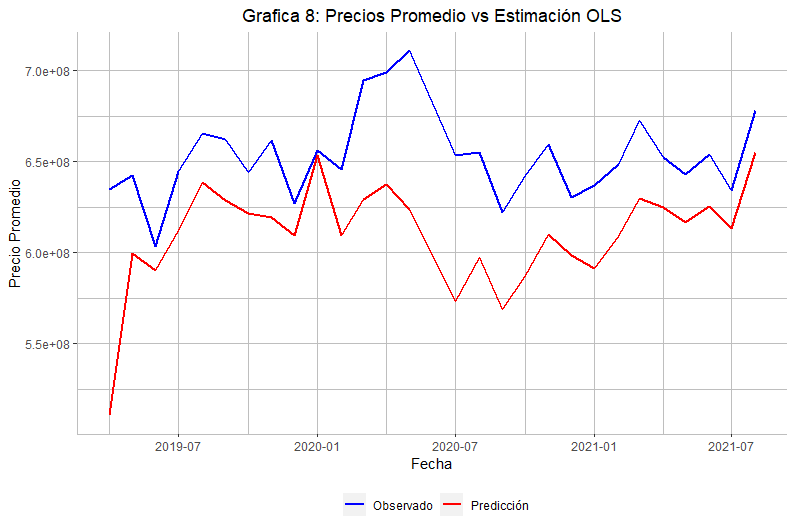 Grafica 8: Precios Promedio vs Estimación OLS
Precio Promedio
7.0e+08
6.5e+08
6.0e+08
5.5e+08
2019-07 2020-01 2020-07 2021-01 2021-07
Fecha
Observado Predicción